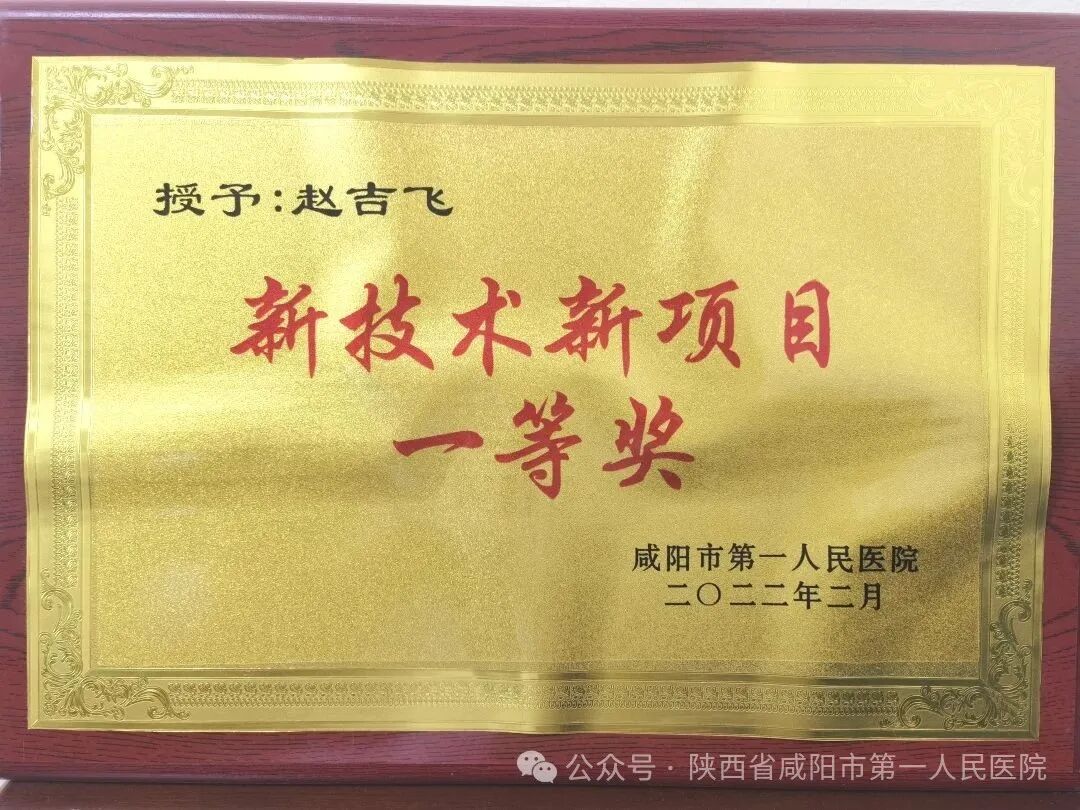 授予:赵吉飞
新技术新项目
一等奖
咸阳市第一人民医院
二〇二二年二月
公众号·陕西省咸阳市第一人民医院